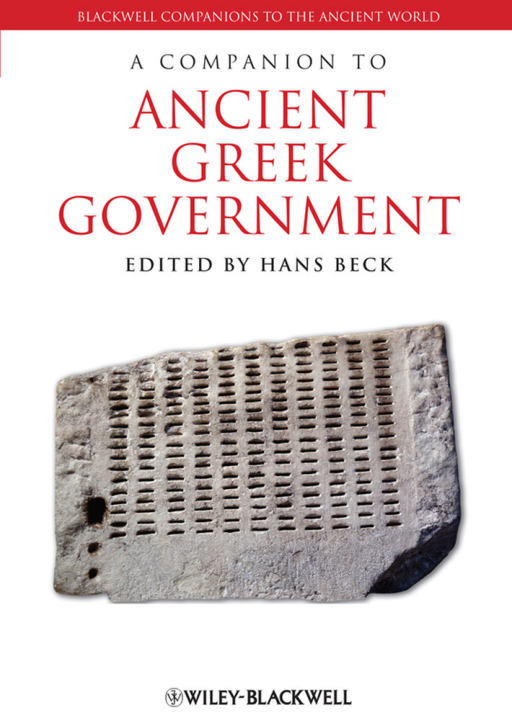 BLACKWELL COMPANIONS TO THE ANCIENT WORLD
A COMPANION TO
ANCIENT
GREEK
GOVERNMENT
EDITED BY HANS BECK
WILEY-BLACKWELL